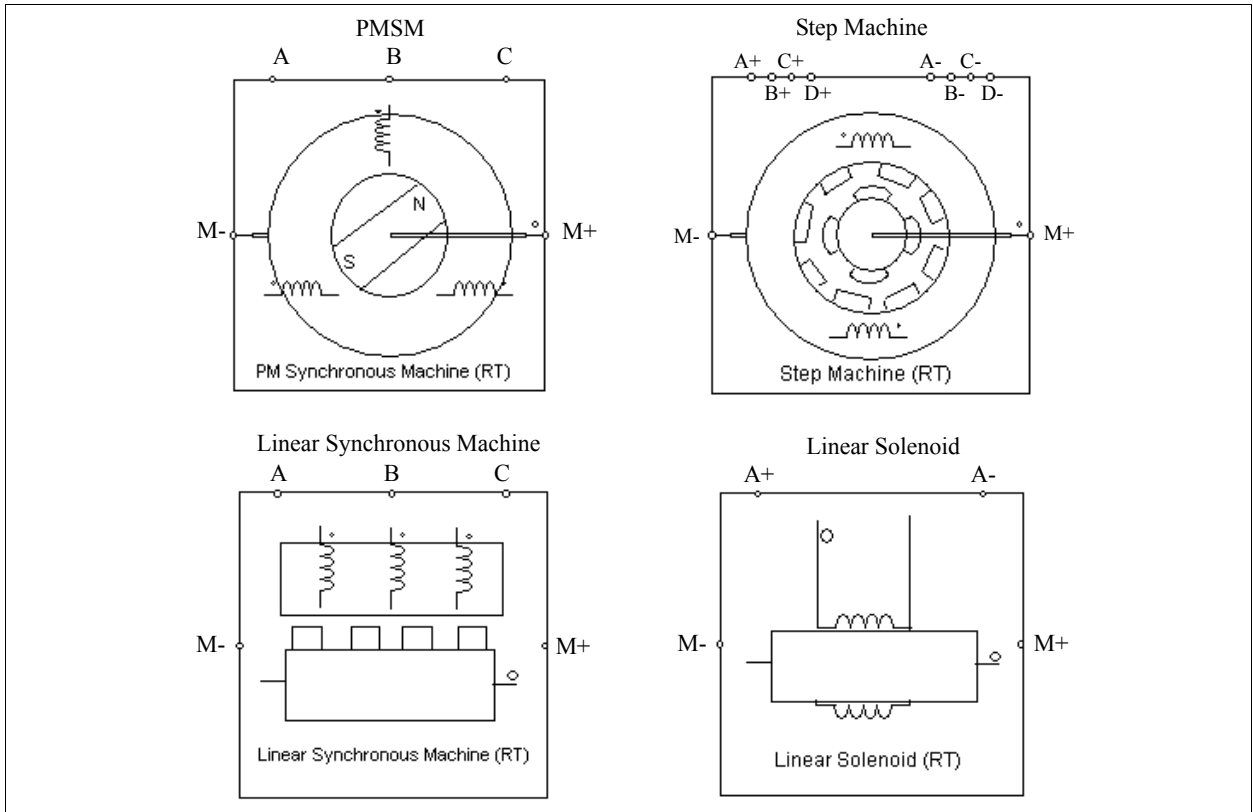 PMSM
A B C
M- M+
N
S
PM Synchronous Machine (RT)
Step Machine
A+ C+ A- C-
B+ D+ B- D-
M- M+
Step Machine (RT)
Linear Synchronous Machine
A B C
M- M+
Linear Synchronous Machine (RT)
Linear Solenoid
A+ A-
M- M+
Linear Solenoid (RT)